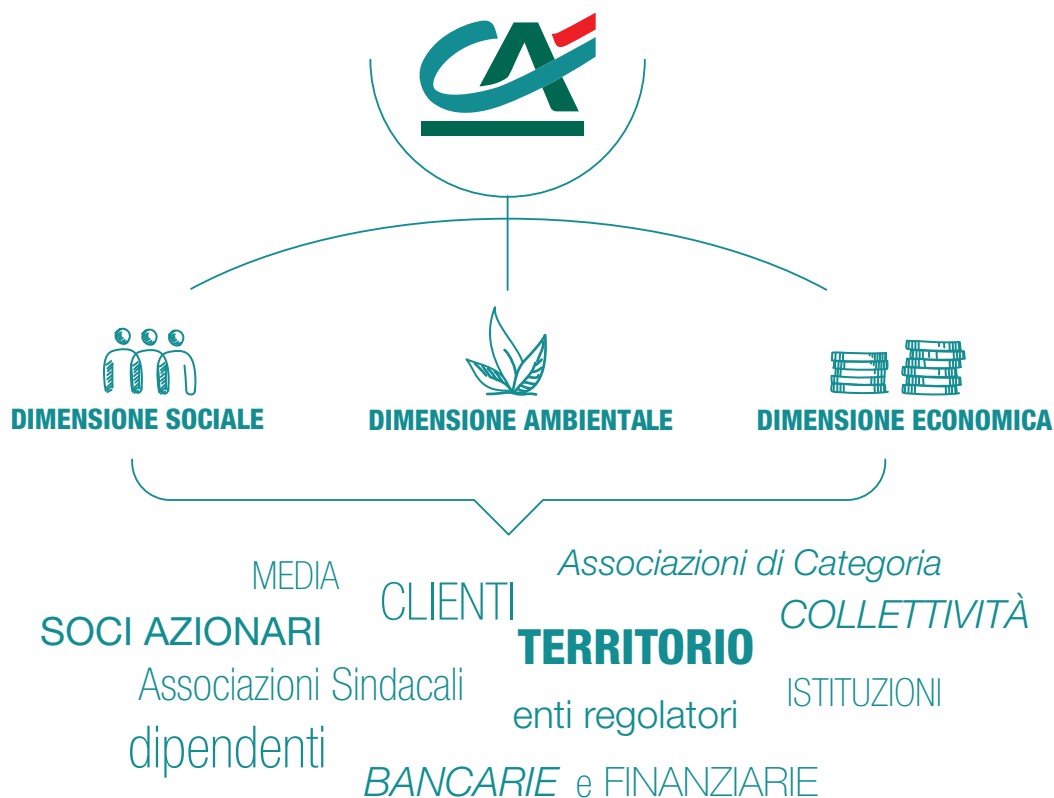 CA
DIMENSIONE SOCIALE
DIMENSIONE AMBIENTALE
DIMENSIONE ECONOMICA
MEDIA
CLIENTI
Associazioni di Categoria
SOCI AZIONARI
TERRITORIO
COLLETTIVITÀ
Associazioni Sindacali
enti regolatori
ISTITUZIONI
dipendenti
BANCARIE e FINANZIARIE